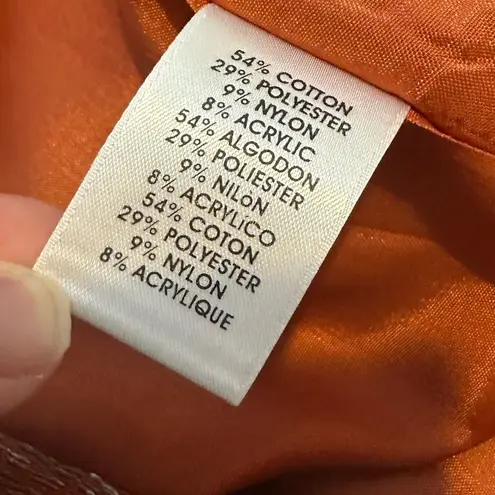 54% COTTON
29% POLYESTER
9% NYLON
8% ACRYLIC
54% ALGODON
29% POLIESTER
9% NILóN
8% ACRYLICO
54% COTON
29% POLYESTER
9% NYLON
8% ACRYLIQUE